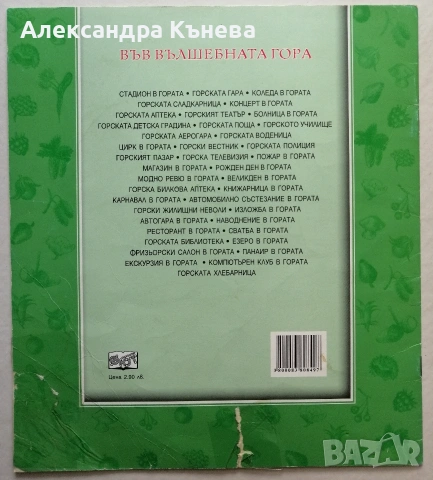 Александра Кънева
ВЪВ ВЪЛШЕБНАТА ГОРА
СТАДИОН В ГОРАТА • ГОРСКАТА ГАРА • КОЛЕДА В ГОРАТА
ГОРСКАТА СЛАДКАРНИЦА • КОНЦЕРТ В ГОРАТА
ГОРСКАТА АПТЕКА • ГОРСКИЯТ ТЕАТЪР • БОЛНИЦА В ГОРАТА
ГОРСКАТА ДЕТСКА ГРАДИНА • ГОРСКАТА ПОЩА • ГОРСКОТО УЧИЛИЩЕ
ГОРСКАТА АЕРОГАРА • ГОРСКАТА ВОДЕНИЦА
ЦИРК В ГОРАТА • ГОРСКИ ВЕСТНИК • ГОРСКАТА ПОЛИЦИЯ
ГОРСКИЯТ ПАЗАР • ГОРСКА ТЕЛЕВИЗИЯ • ПОЖАР В ГОРАТА
МАГАЗИН В ГОРАТА • РОЖДЕН ДЕН В ГОРАТА
МОДНО РЕВЮ В ГОРАТА • ВЕЛИКДЕН В ГОРАТА
ГОРСКА БИЛКОВА АПТЕКА • КНИЖАРНИЦА В ГОРАТА
КАРНАВАЛ В ГОРАТА • АВТОМОБИЛНО СЪСТЕЗАНИЕ В ГОРАТА
ГОРСКИ ЖИЛИЩНИ НЕВОЛИ • ИЗЛОЖБА В ГОРАТА
АВТОГАРА В ГОРАТА • НАВОДНЕНИЕ В ГОРАТА
РЕСТОРАНТ В ГОРАТА • СВАТБА В ГОРАТА
ГОРСКАТА БИБЛИОТЕКА • ЕЗЕРО В ГОРАТА
ФРИЗЬОРСКИ САЛОН В ГОРАТА • ПАНАИР В ГОРАТА
ЕКСКУРЗИЯ В ГОРАТА • КОМПЮТЪРЕН КЛУБ В ГОРАТА
ГОРСКАТА ХЛЕБАРНИЦА
Цена 2.90 лв.
BAZAR